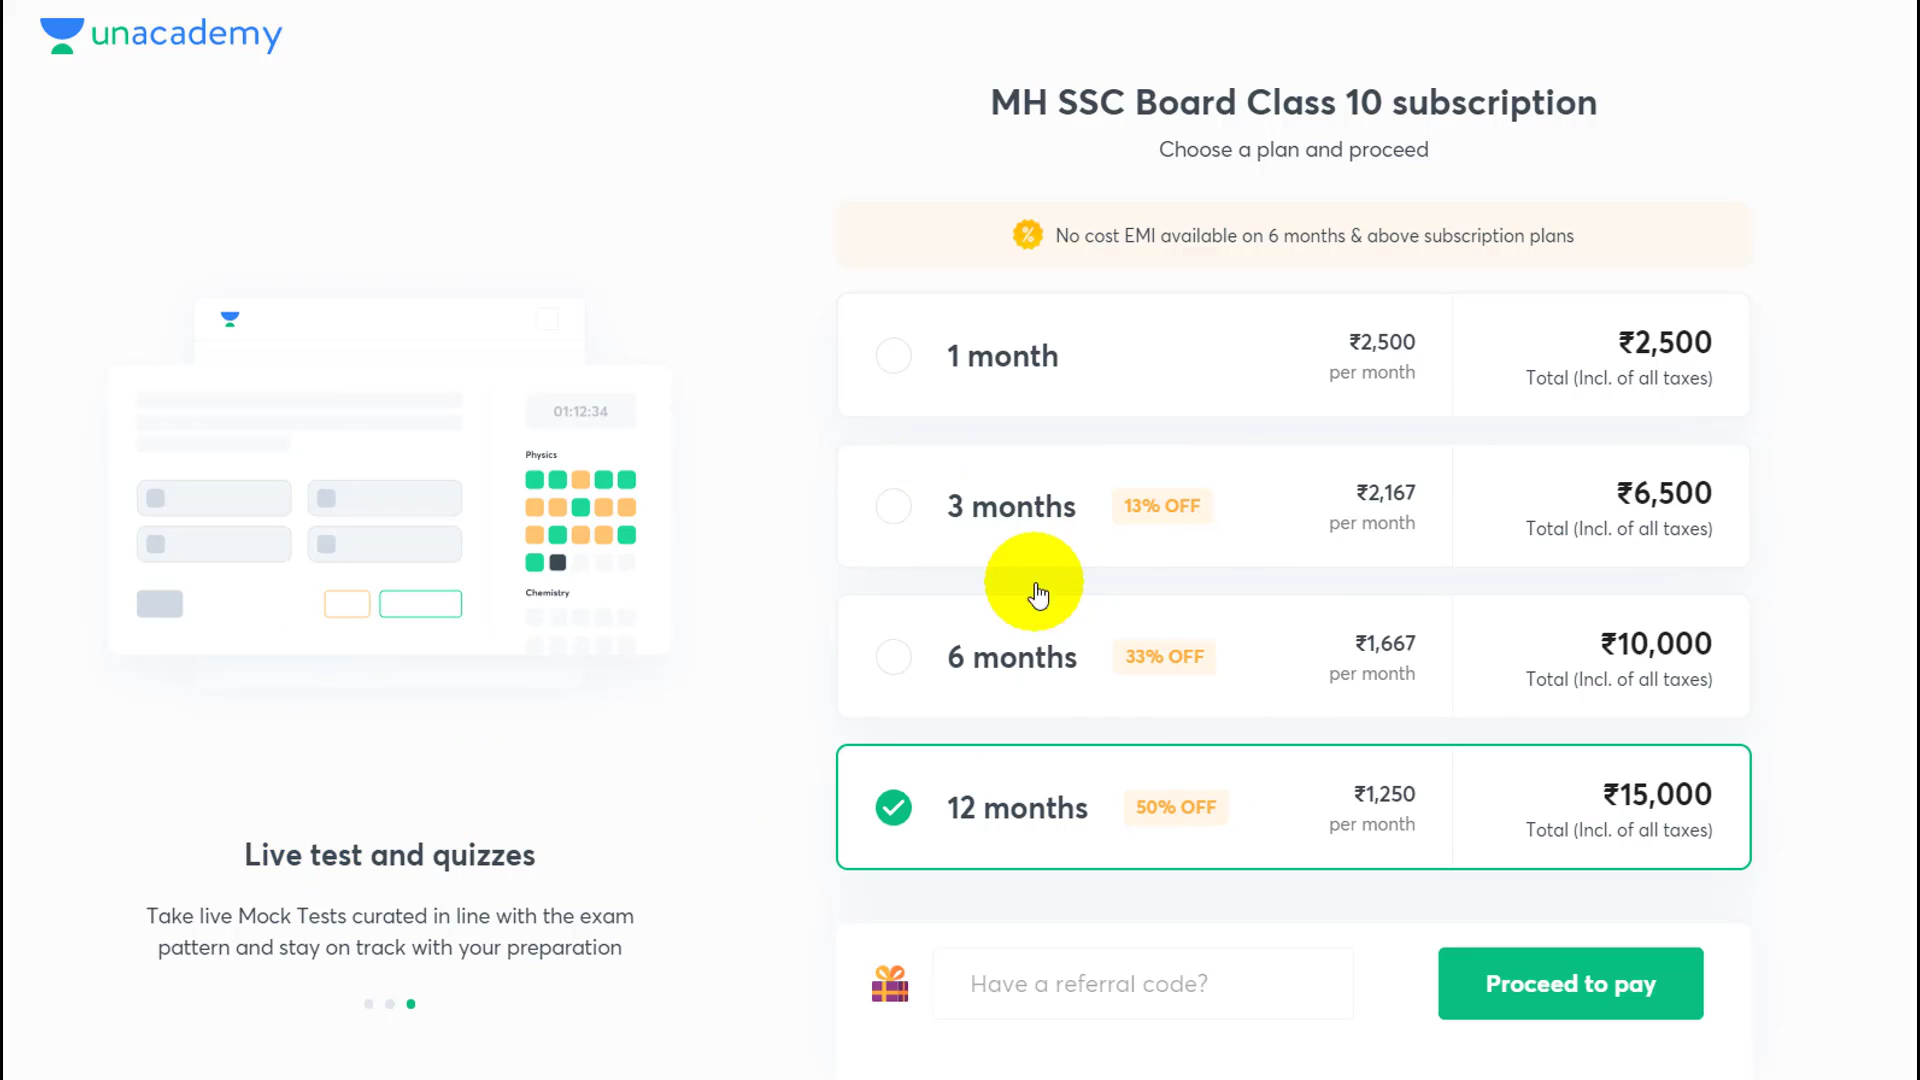 unacademy
MH SSC Board Class 10 subscription
Choose a plan and proceed
No cost EMI available on 6 months & above subscription plans
1 month
₹2,500
per month
₹2,500
Total (Incl. of all taxes)
3 months
13% OFF
₹2,167
per month
₹6,500
Total (Incl. of all taxes)
6 months
33% OFF
₹1,667
per month
₹10,000
Total (Incl. of all taxes)
12 months
50% OFF
₹1,250
per month
₹15,000
Total (Incl. of all taxes)
Have a referral code?
Proceed to pay
01:12:34
Physics
Chemistry
Live test and quizzes
Take live Mock Tests curated in line with the exam
pattern and stay on track with your preparation